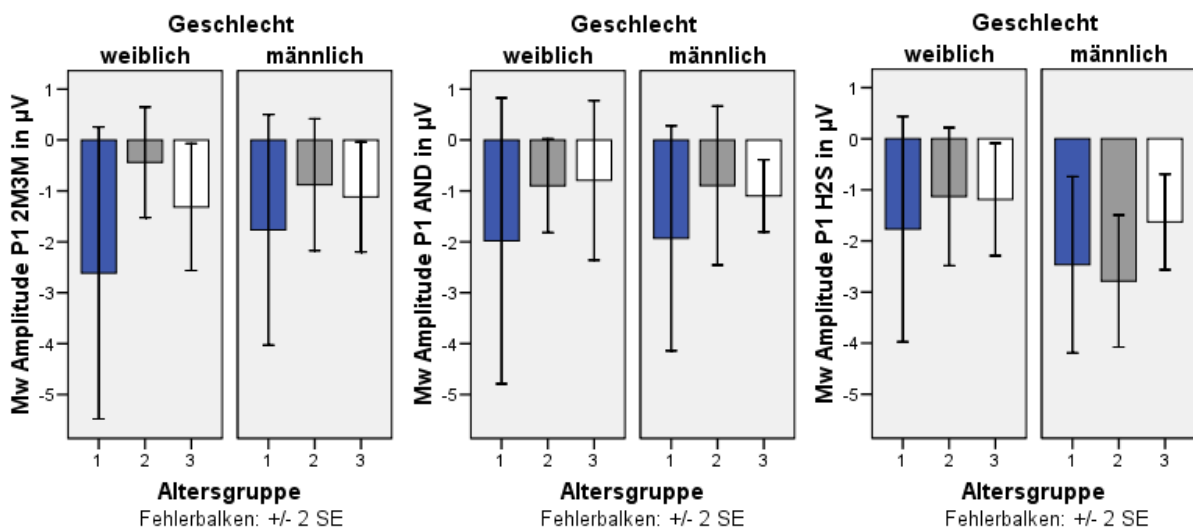 Geschlecht
weiblich
männlich
Mw Amplitude P1 2M3M in µV
1
0
-1
-2
-3
-4
-5
1 2 3
1 2 3
Altersgruppe
Fehlerbalken: +/- 2 SE
Geschlecht
weiblich
männlich
Mw Amplitude P1 AND in µV
1
0
-1
-2
-3
-4
-5
1 2 3
1 2 3
Altersgruppe
Fehlerbalken: +/- 2 SE
Geschlecht
weiblich
männlich
Mw Amplitude P1 H2S in µV
1
0
-1
-2
-3
-4
-5
1 2 3
1 2 3
Altersgruppe
Fehlerbalken: +/- 2 SE